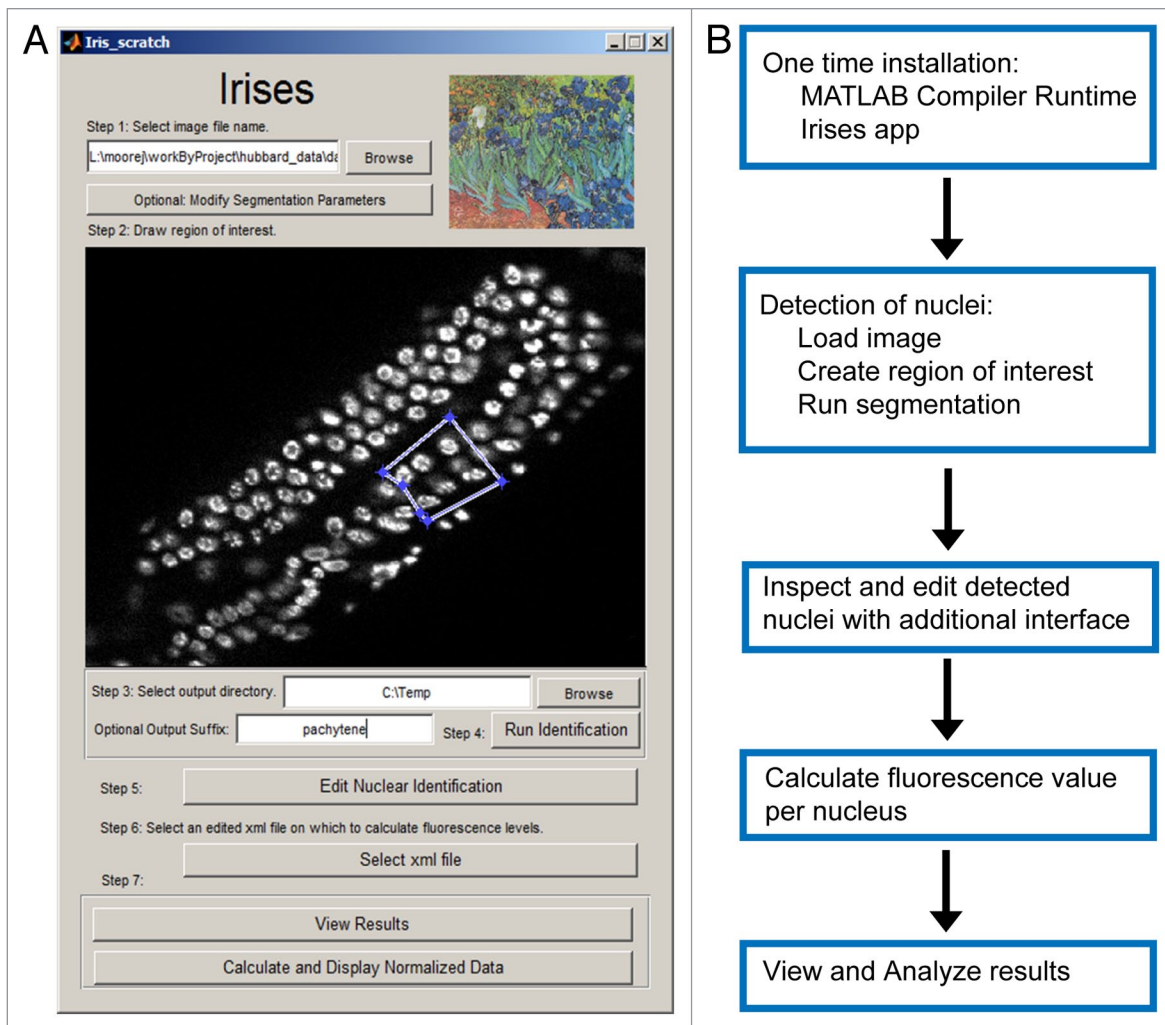 A
Iris_scratch
Irises
Step 1: Select image file name.
L:\moorej\workByProject\hubbard_data\da
Browse
Optional: Modify Segmentation Parameters
Step 2: Draw region of interest.
Step 3: Select output directory.
C:\Temp
Browse
Optional Output Suffix:
pachytene
Step 4:
Run Identification
Step 5:
Edit Nuclear Identification
Step 6: Select an edited xml file on which to calculate fluorescence levels.
Select xml file
Step 7:
View Results
Calculate and Display Normalized Data
B
One time installation:
MATLAB Compiler Runtime
Irises app
Detection of nuclei:
Load image
Create region of interest
Run segmentation
Inspect and edit detected
nuclei with additional interface
Calculate fluorescence value
per nucleus
View and Analyze results